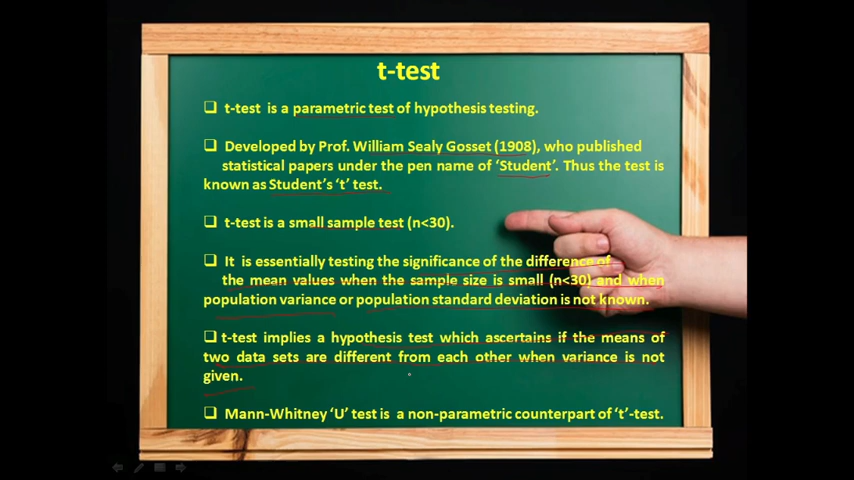 t-test
t-test is a parametric test of hypothesis testing.
Developed by Prof. William Sealy Gosset (1908), who published
statistical papers under the pen name of ‘Student’. Thus the test is
known as Student’s ‘t’ test.
t-test is a small sample test (n<30).
It is essentially testing the significance of the difference of
the mean values when the sample size is small (n<30) and when
population variance or population standard deviation is not known.
t-test implies a hypothesis test which ascertains if the means of
two data sets are different from each other when variance is not
given.
Mann-Whitney ‘U’ test is a non-parametric counterpart of ‘t’-test.